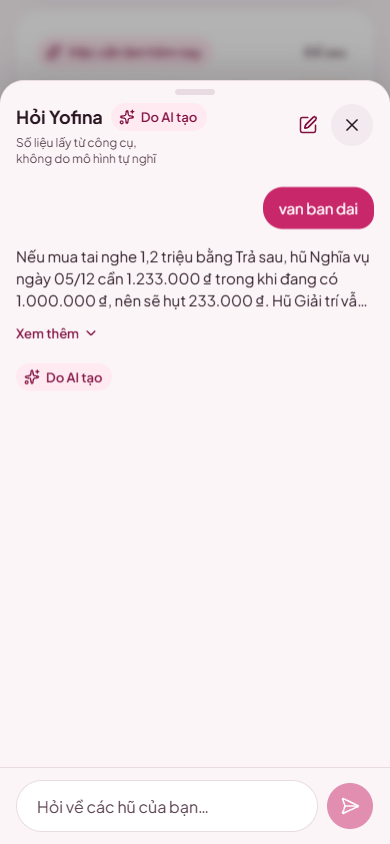 Hỏi Yofina
Do AI tạo
Số liệu lấy từ công cụ,
không do mô hình tự nghĩ
van ban dai
Nếu mua tai nghe 1,2 triệu bằng Trả sau, hũ Nghĩa vụ
ngày 05/12 cần 1.233.000 ₫ trong khi đang có
1.000.000 ₫, nên sẽ hụt 233.000 ₫. Hũ Giải trí vẫ...
Xem thêm
Do AI tạo
Hỏi về các hũ của bạn...